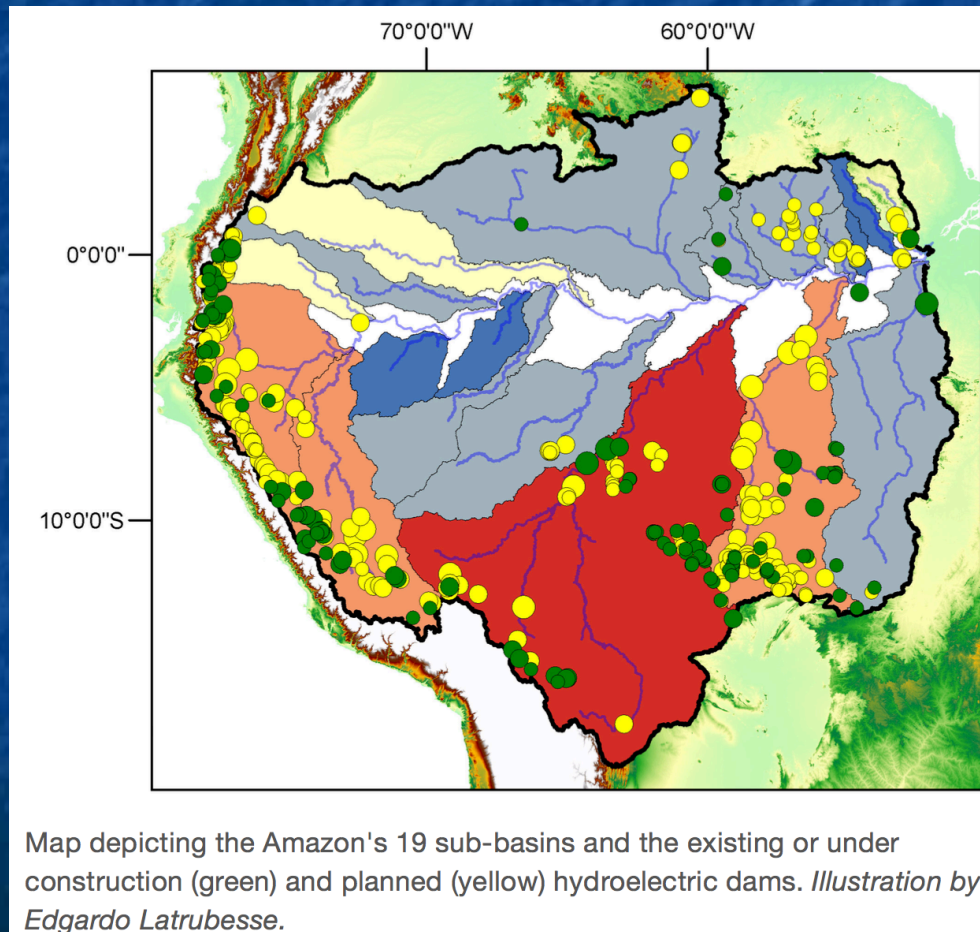 70°0'0"W 60°0'0"W
0°0'0"
10°0'0"S
Map depicting the Amazon's 19 sub-basins and the existing or under
construction (green) and planned (yellow) hydroelectric dams. Illustration by
Edgardo Latrubesse.